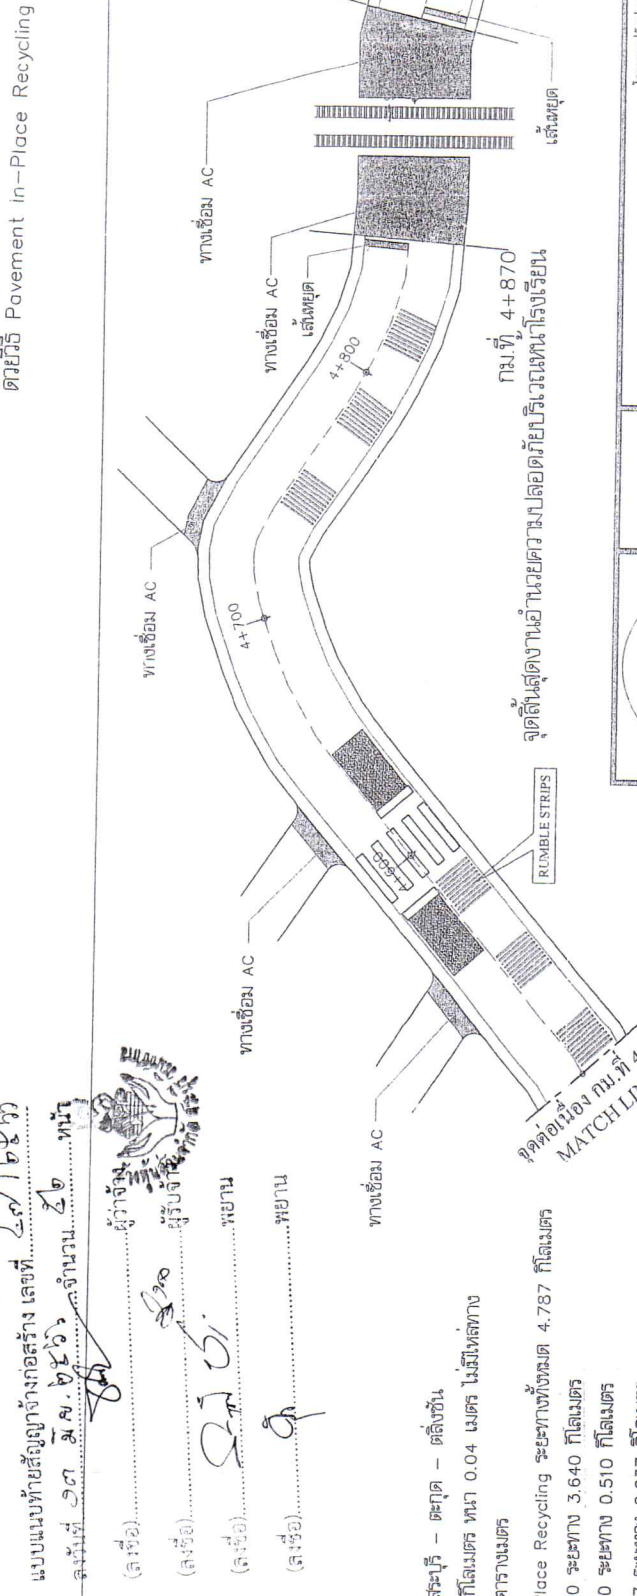 ด้วยวิธี Pavement In-Place Recycling
แบบแนบท้ายสัญญาจ้างก่อสร้าง เลขที่
ลงวันที่ ๑๓ มี.ค. ๒๕๖๖ จำนวน ๕๒ หน้า
(ลงชื่อ) ผู้ว่าจ้าง
(ลงชื่อ) ผู้รับจ้าง
(ลงชื่อ) พยาน
(ลงชื่อ) พยาน
สระบุรี - ตะกุด - ตลิ่งชัน
กิโลเมตร หนา 0.04 เมตร ไม่มีไหล่ทาง
ตารางเมตร
Place Recycling ระยะทางทั้งหมด 4.787 กิโลเมตร
ระยะทาง 3.640 กิโลเมตร
0 ระยะทาง 0.510 กิโลเมตร
ทางเชื่อม AC
ทางเชื่อม AC
ทางเชื่อม AC
ทางเชื่อม AC
ทางเชื่อม AC
เส้นหยุด
เส้นหยุด
4+700
4+800
RUMBLE STRIPS
กม.ที่ 4+870
จุดสิ้นสุดงานอำนวยความปลอดภัยบริเวณหน้าโรงเรียน
จุดต่อเนื่อง กม.ที่ 4
MATCH LI